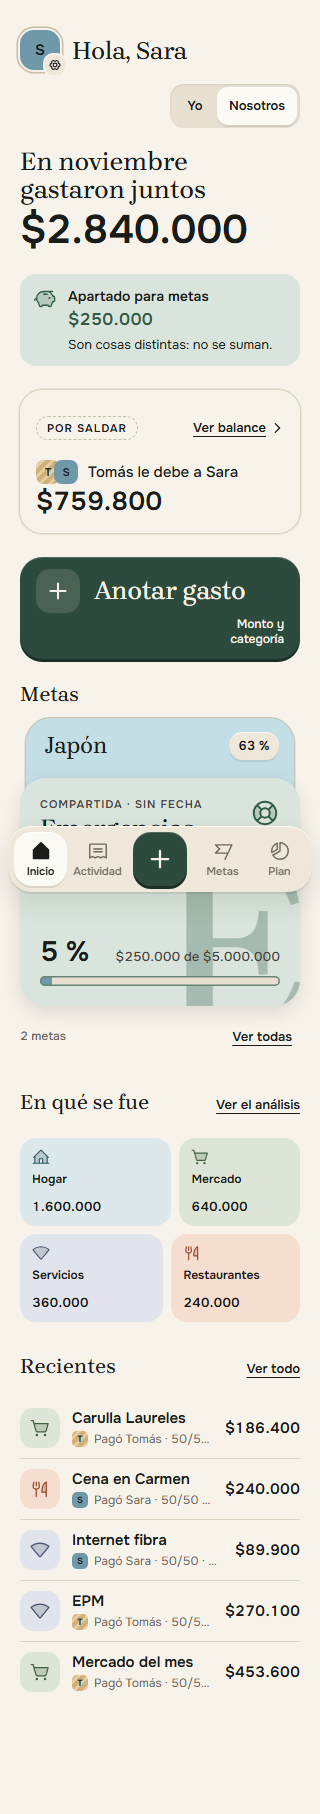 S
Hola, Sara
Yo
Nosotros
En noviembre
gastaron juntos
$2.840.000
Apartado para metas
$250.000
Son cosas distintas: no se suman.
POR SALDAR
Ver balance
T S Tomás le debe a Sara
$759.800
Anotar gasto
Monto y
categoría
Metas
Japón
63 %
COMPARTIDA · SIN FECHA
Inicio
Actividad
Metas
Plan
E
5 %
$250.000 de $5.000.000
2 metas
Ver todas
En qué se fue
Ver el análisis
Hogar
1.600.000
Mercado
640.000
Servicios
360.000
Restaurantes
240.000
Recientes
Ver todo
Carulla Laureles
T Pagó Tomás · 50/5...
$186.400
Cena en Carmen
S Pagó Sara · 50/50 ...
$240.000
Internet fibra
S Pagó Sara · 50/50 · ...
$89.900
EPM
T Pagó Tomás · 50/5...
$270.100
Mercado del mes
T Pagó Tomás · 50/5...
$453.600